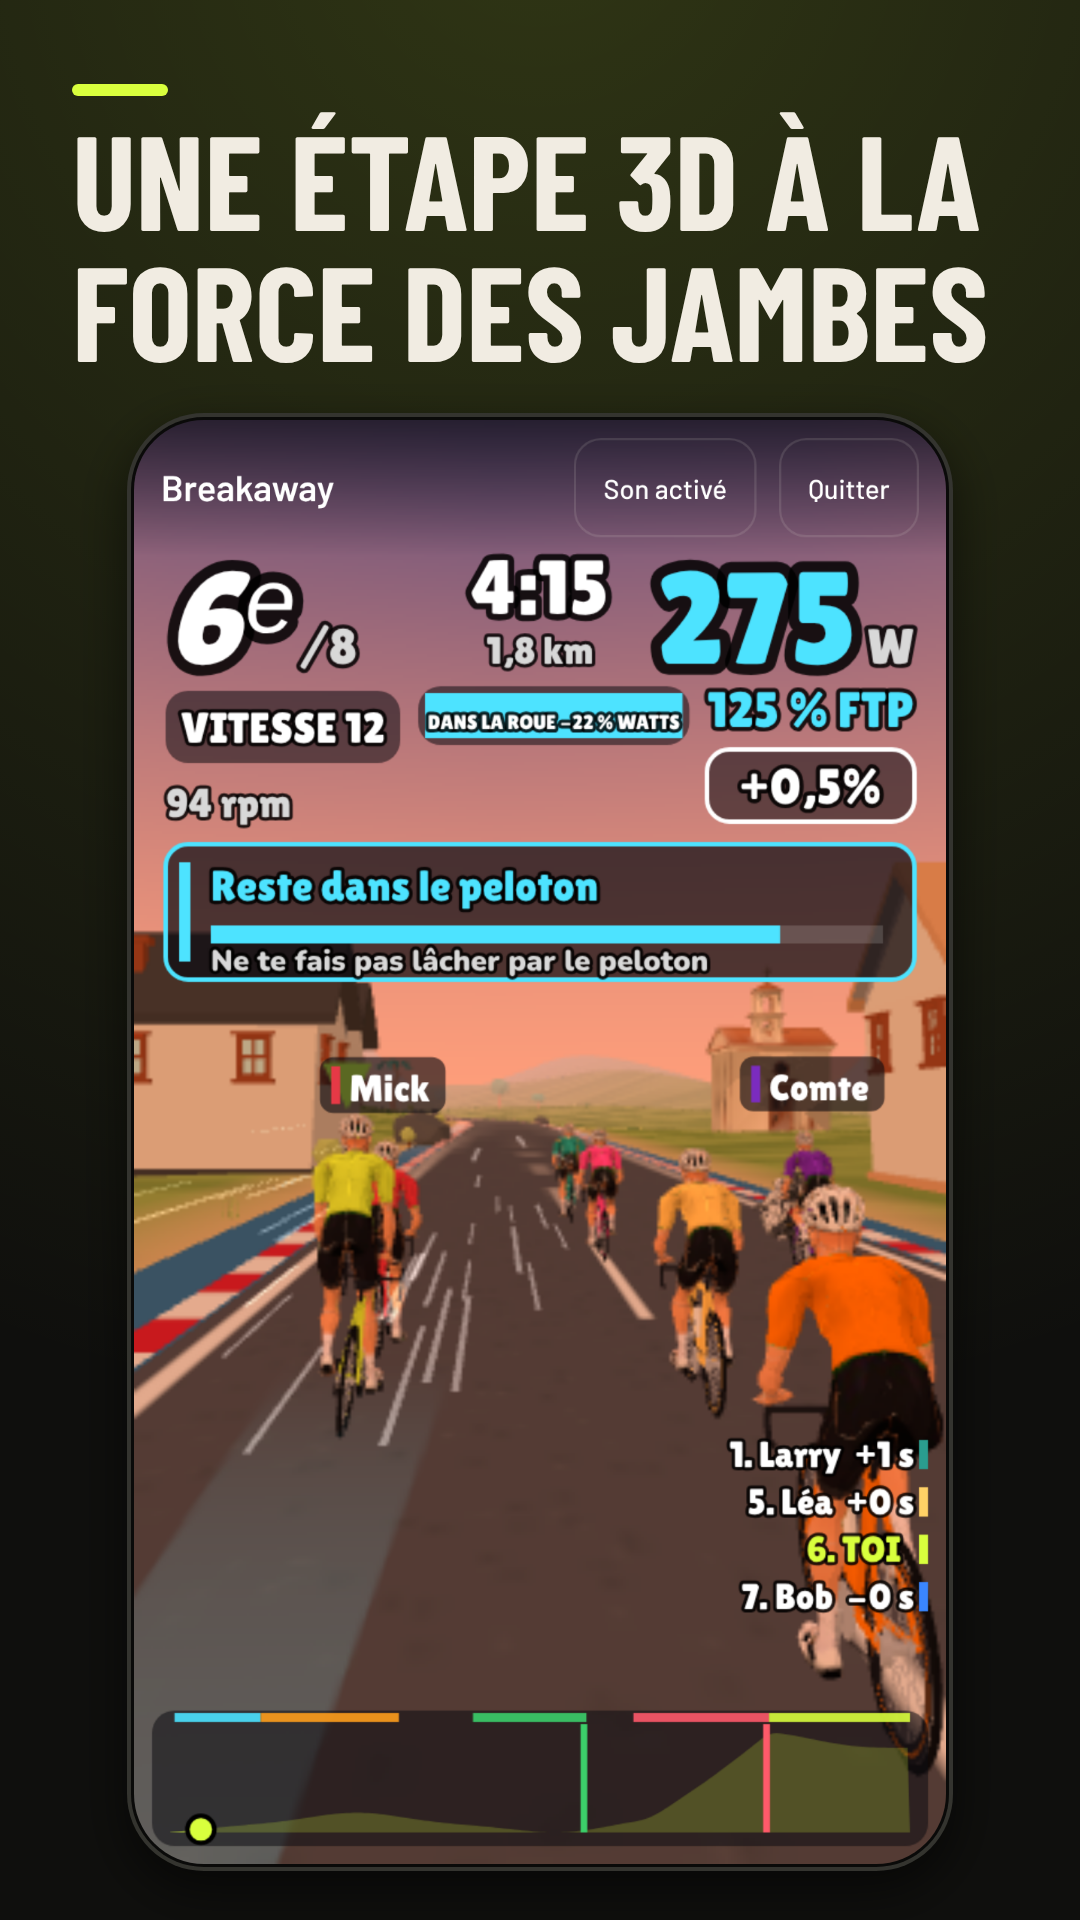 UNE ÉTAPE 3D À LA
FORCE DES JAMBES
Breakaway
Son activé
Quitter
6e/8
4:15
1,8 km
275 W
VITESSE 12
DANS LA ROUE -22 % WATTS
125 % FTP
+0,5%
94 rpm
Reste dans le peloton
Ne te fais pas lâcher par le peloton
Mick
Comte
1. Larry +1 s
5. Léa +0 s
6. TOI
7. Bob -0 s